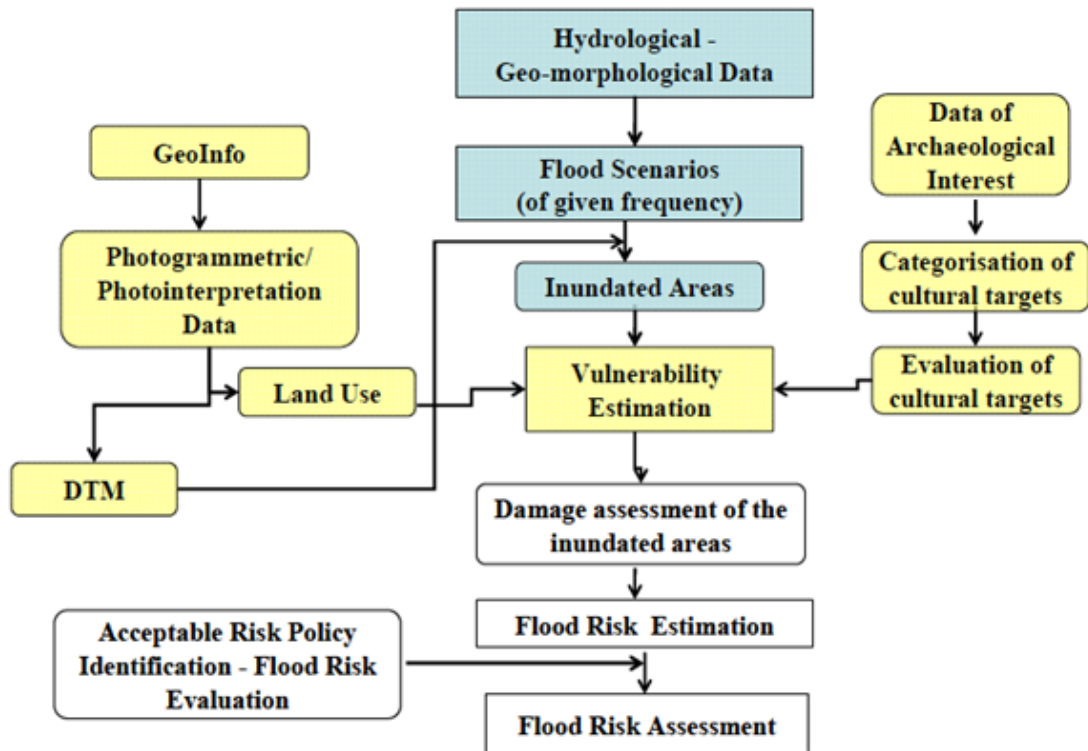 Hydrological -
Geo-morphological Data
Data of
Archaeological
Interest
GeoInfo
Flood Scenarios
(of given frequency)
Photogrammetric/
Photointerpretation
Data
Categorisation of
cultural targets
Inundated Areas
Land Use
Vulnerability
Estimation
Evaluation of
cultural targets
DTM
Damage assessment of the
inundated areas
Flood Risk Estimation
Acceptable Risk Policy
Identification - Flood Risk
Evaluation
Flood Risk Assessment